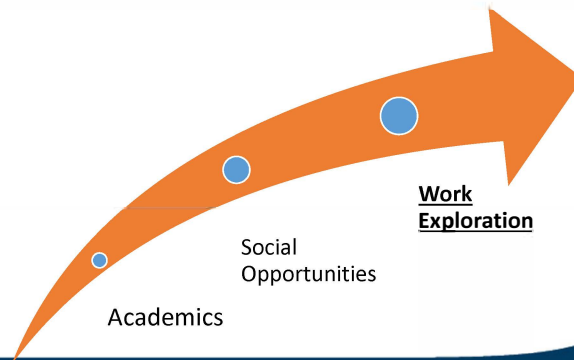 Work
Exploration
Social
Opportunities
Academics